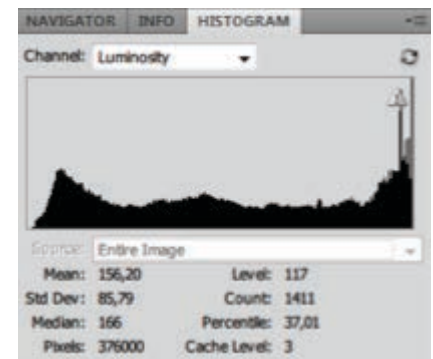 NAVIGATOR INFO HISTOGRAM
Channel: Luminosity
Source: Entire Image
Mean: 156,20 Level: 117
Std Dev: 85,79 Count: 1411
Median: 166 Percentile: 37,01
Pixels: 376000 Cache Level: 3